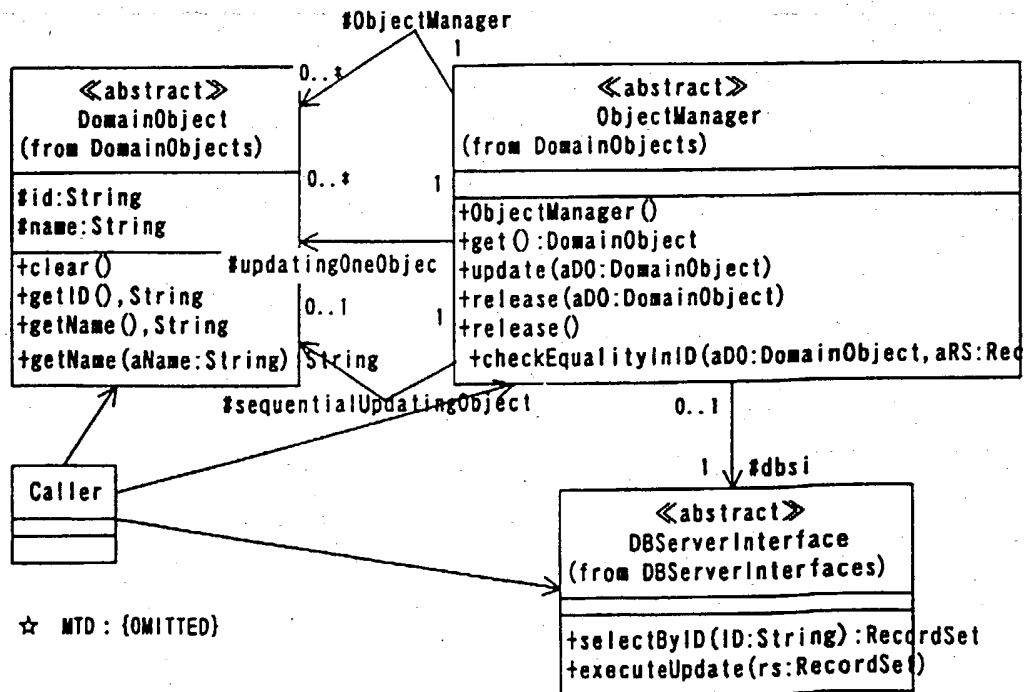 #ObjectManager
1
0..*
≪abstract≫
DomainObject
(from DomainObjects)
#id:String
#name:String
+clear()
+getID(),String
+getName(),String
+getName(aName:String) String
≪abstract≫
ObjectManager
(from DomainObjects)
+ObjectManager()
+get():DomainObject
+update(aDO:DomainObject)
+release(aDO:DomainObject)
+release()
+checkEqualityInID(aDO:DomainObject,aRS:Rec
0..*
1
#updatingOneObjec
0..1
1
#sequentialUpdatingObject
0..1
1
#dbsi
Caller
≪abstract≫
DBServerInterface
(from DBServerInterfaces)
+selectByID(ID:String):RecordSet
+executeUpdate(rs:RecordSet)
☆ MTD : {OMITTED}